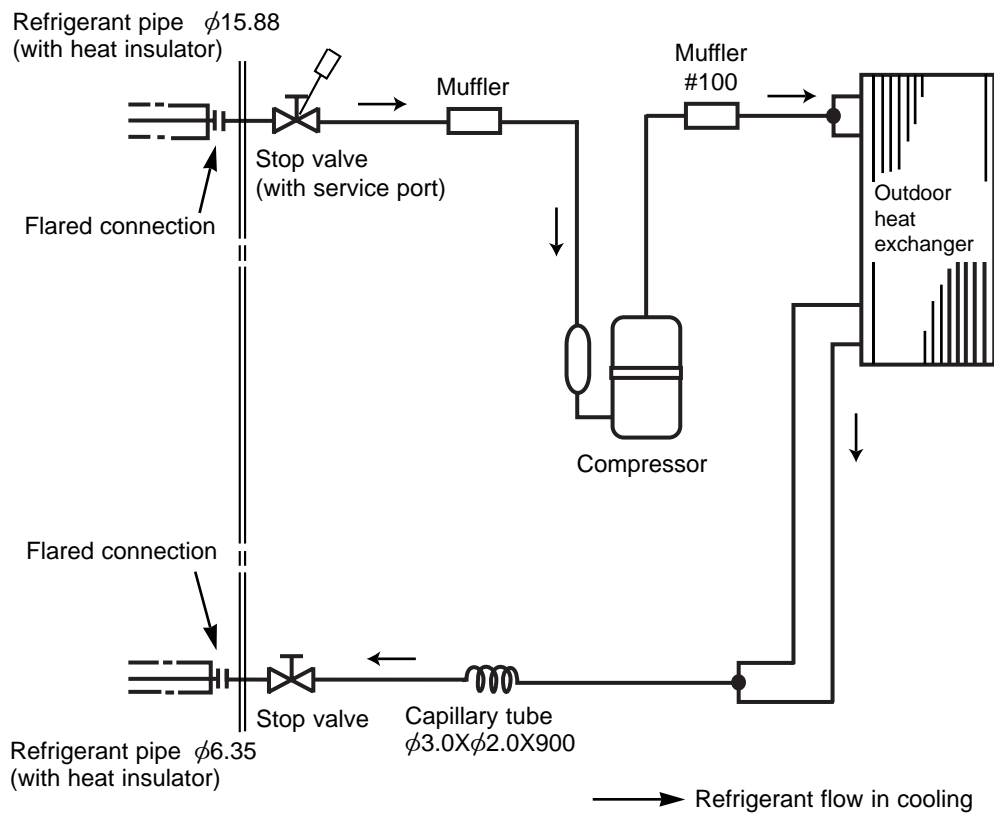 Refrigerant pipe ϕ15.88
(with heat insulator)
Muffler
Muffler
#100
Stop valve
(with service port)
Flared connection
Outdoor
heat
exchanger
Compressor
Flared connection
Stop valve
Capillary tube
ϕ3.0Xϕ2.0X900
Refrigerant pipe ϕ6.35
(with heat insulator)
Refrigerant flow in cooling